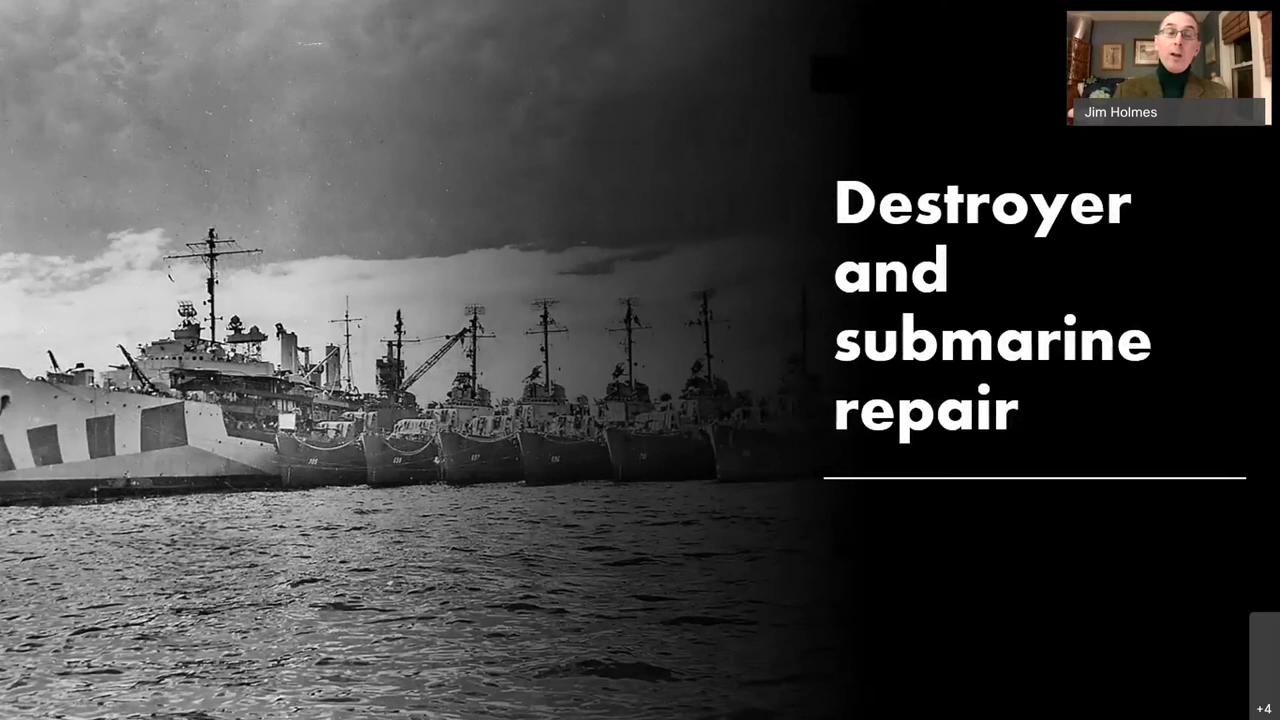 Jim Holmes
Destroyer
and
submarine
repair
+4